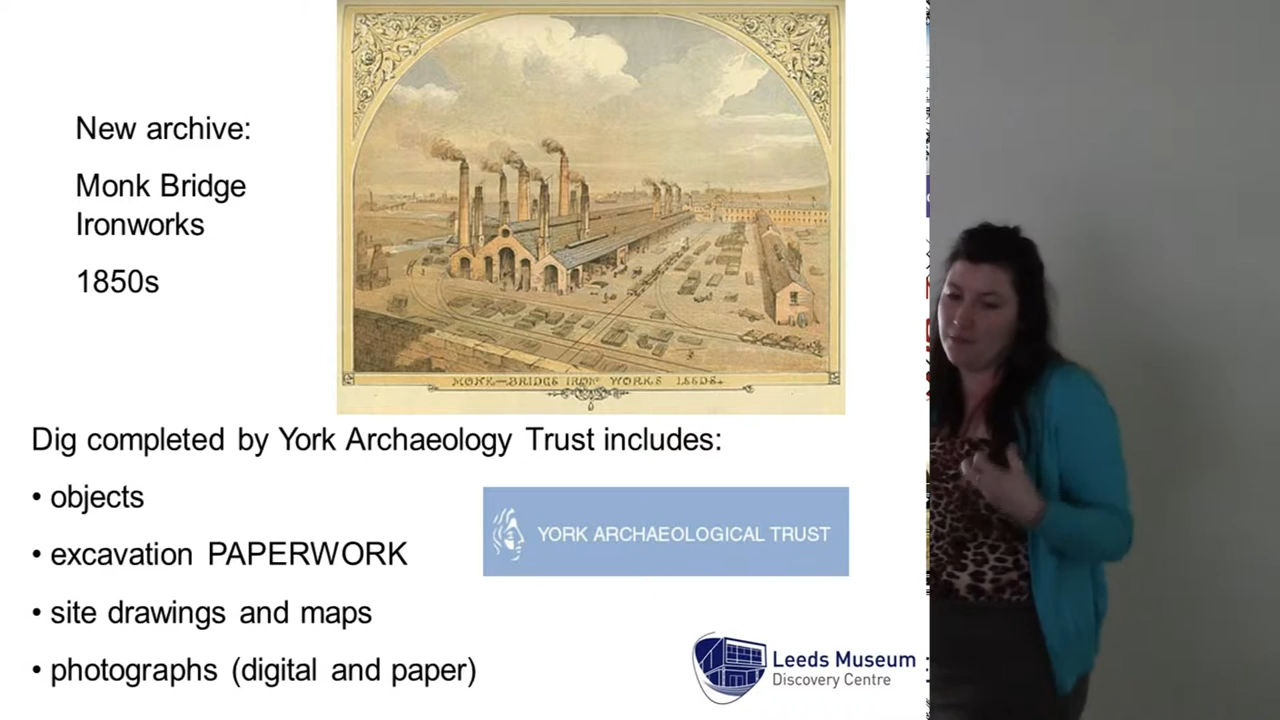 New archive:
Monk Bridge
Ironworks
1850s
MONK—BRIDGE IRON WORKS LEEDS.
Dig completed by York Archaeology Trust includes:
• objects
• excavation PAPERWORK
• site drawings and maps
• photographs (digital and paper)
YORK ARCHAEOLOGICAL TRUST
Leeds Museum
Discovery Centre